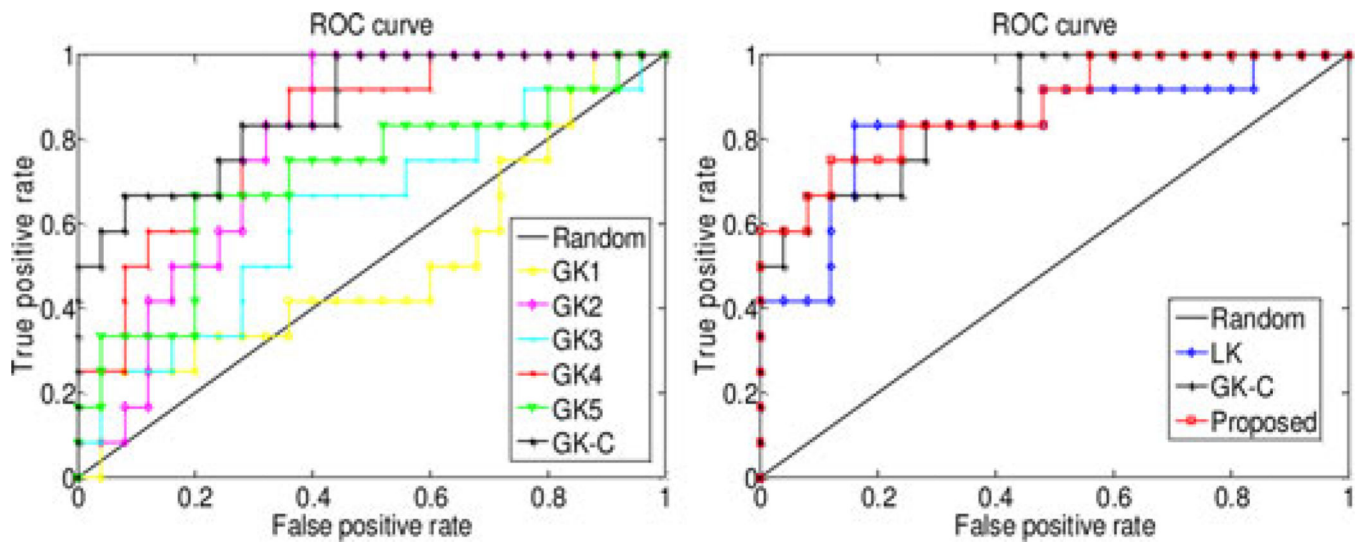 ROC curve
True positive rate
1
0.8
0.6
0.4
0.2
0
0 0.2 0.4 0.6 0.8 1
False positive rate
Random
GK1
GK2
GK3
GK4
GK5
GK-C
ROC curve
True positive rate
1
0.8
0.6
0.4
0.2
0
0 0.2 0.4 0.6 0.8 1
False positive rate
Random
LK
GK-C
Proposed